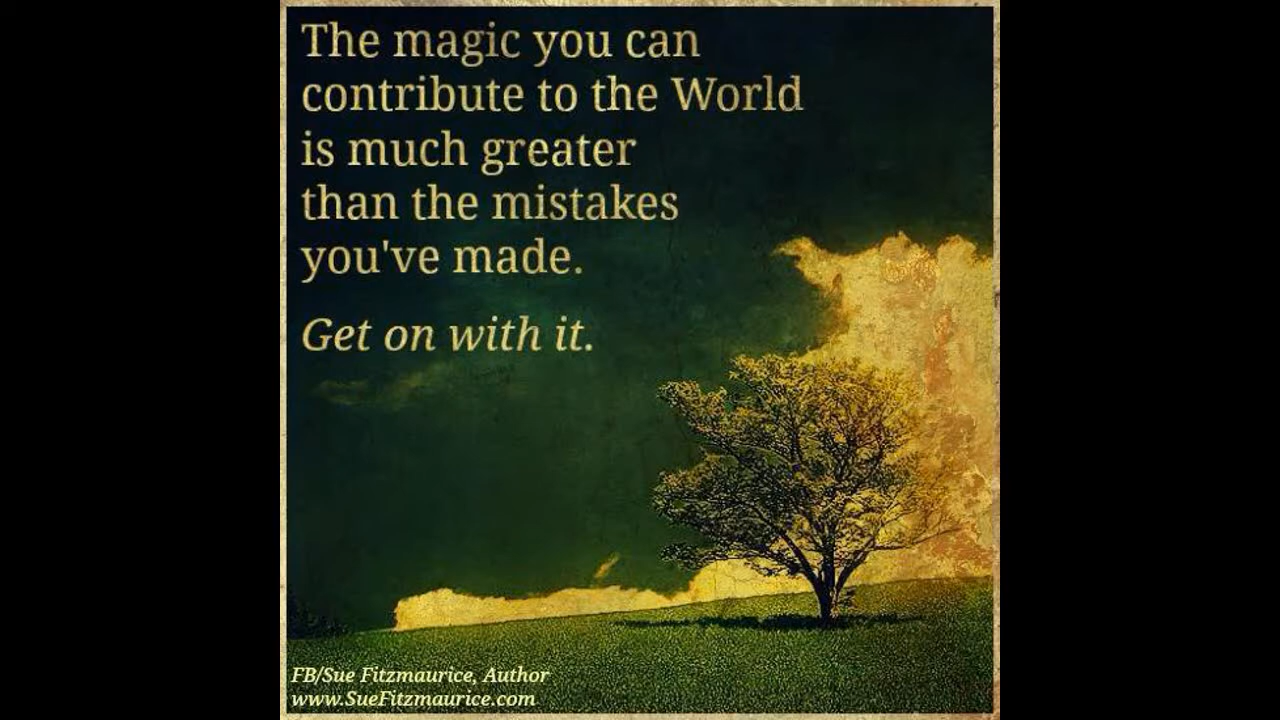 The magic you can
contribute to the World
is much greater
than the mistakes
you've made.
Get on with it.
FB/Sue Fitzmaurice, Author
www.SueFitzmaurice.com